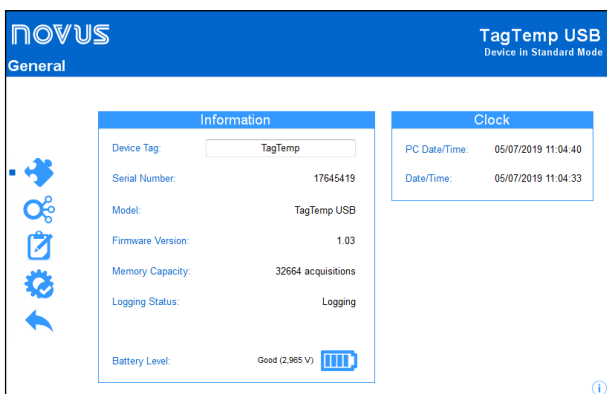 NOVUS
TagTemp USB
Device in Standard Mode
General
Information
Device Tag: TagTemp
Serial Number: 17645419
Model: TagTemp USB
Firmware Version: 1.03
Memory Capacity: 32664 acquisitions
Logging Status: Logging
Battery Level: Good (2,965 V)
Clock
PC Date/Time: 05/07/2019 11:04:40
Date/Time: 05/07/2019 11:04:33